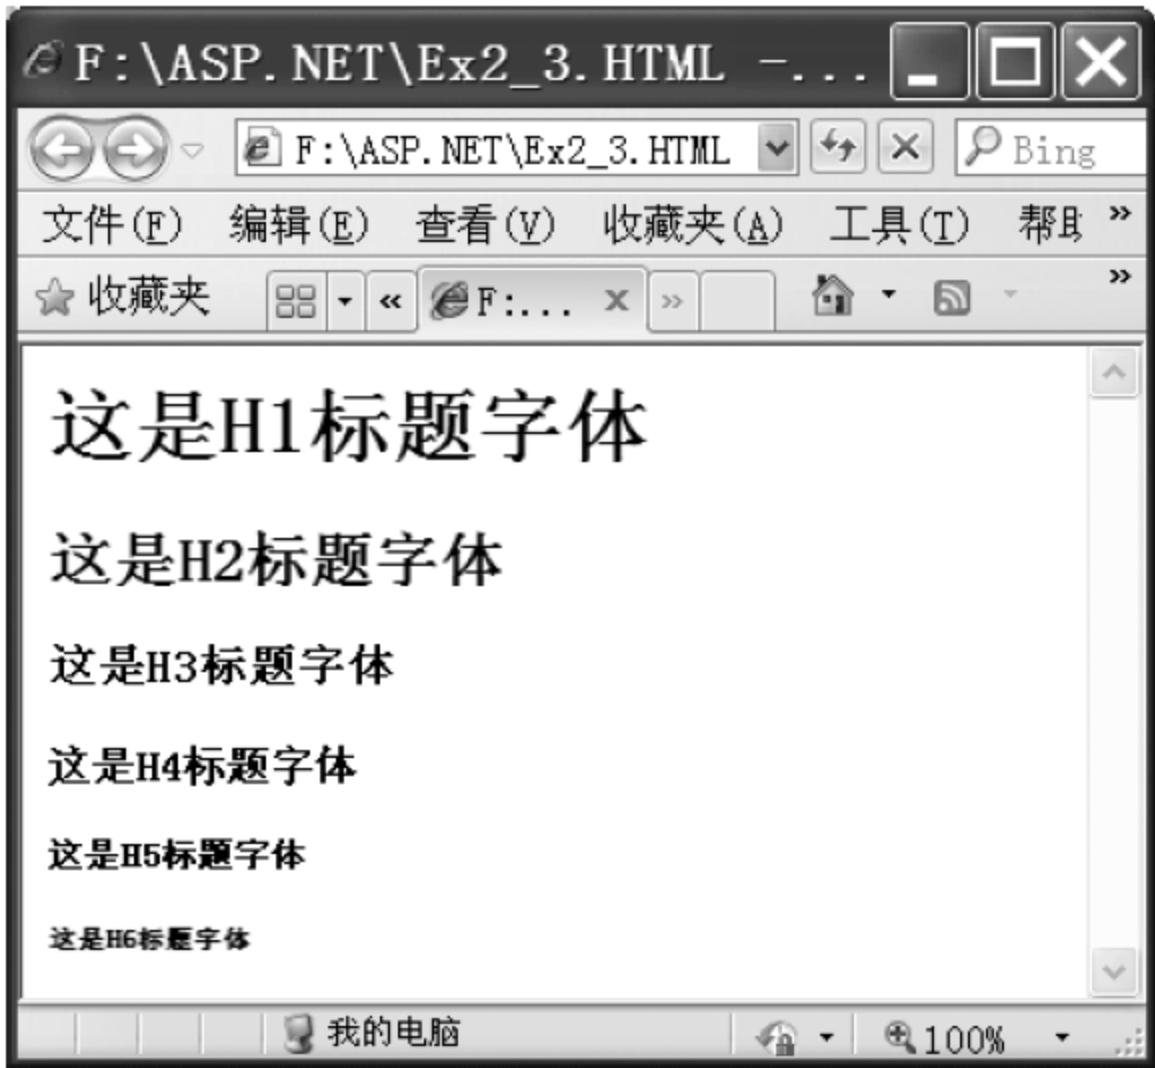 F:\ASP.NET\Ex2_3.HTML -...
F:\ASP.NET\Ex2_3.HTML Bing
文件(F) 编辑(E) 查看(V) 收藏夹(A) 工具(T) 帮助 »
收藏夹 « F:... x » »
这是H1标题字体
这是H2标题字体
这是H3标题字体
这是H4标题字体
这是H5标题字体
这是H6标题字体
我的电脑 100%